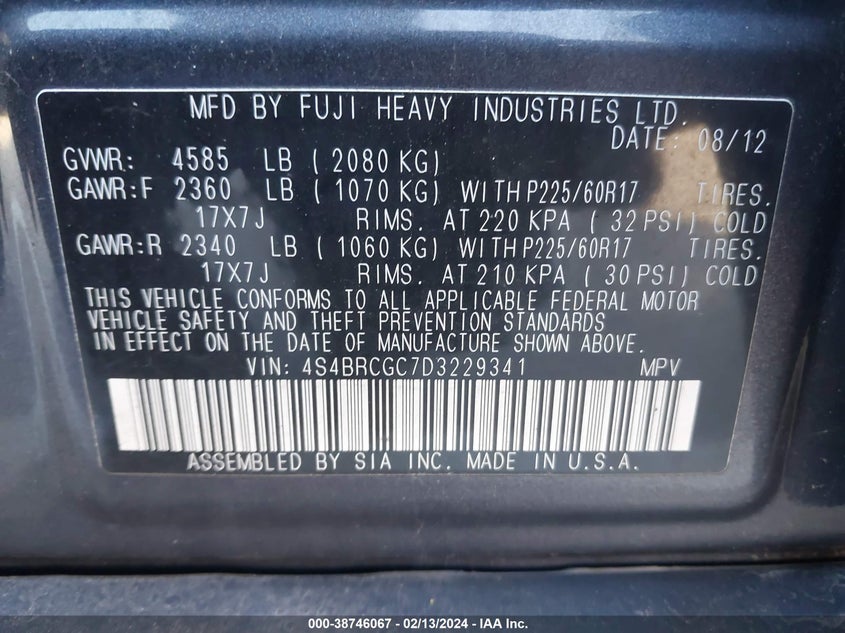 MFD BY FUJI HEAVY INDUSTRIES LTD.
DATE: 08/12
GVWR: 4585 LB ( 2080 KG)
GAWR:F 2360 LB ( 1070 KG) WITH P225/60R17 TIRES.
17X7J RIMS. AT 220 KPA ( 32 PSI) COLD
GAWR:R 2340 LB ( 1060 KG) WITH P225/60R17 TIRES.
17X7J RIMS. AT 210 KPA ( 30 PSI) COLD
THIS VEHICLE CONFORMS TO ALL APPLICABLE FEDERAL MOTOR
VEHICLE SAFETY AND THEFT PREVENTION STANDARDS
IN EFFECT ON THE DATE OF MANUFACTURE SHOWN ABOVE.
VIN: 4S4BRCGC7D3229341 MPV
ASSEMBLED BY SIA INC. MADE IN U.S.A.
000-38746067 - 02/13/2024 - IAA Inc.